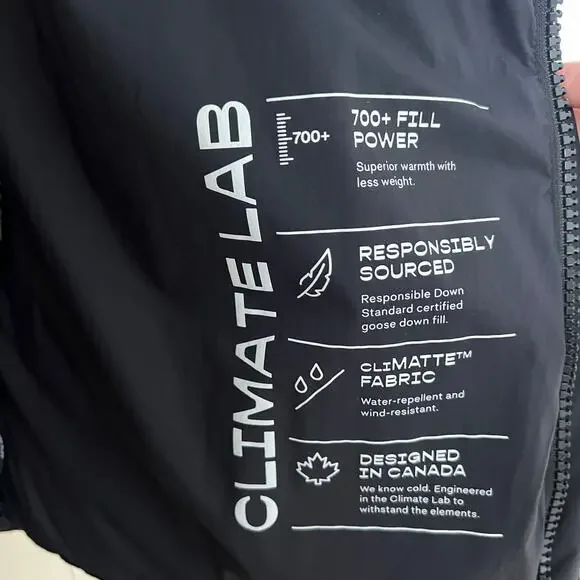 CLIMATE LAB
700+
700+ FILL
POWER
Superior warmth with
less weight.
RESPONSIBLY
SOURCED
Responsible Down
Standard certified
goose down fill.
CLIMATTE™
FABRIC
Water-repellent and
wind-resistant.
DESIGNED
IN CANADA
We know cold. Engineered
in the Climate Lab to
withstand the elements.